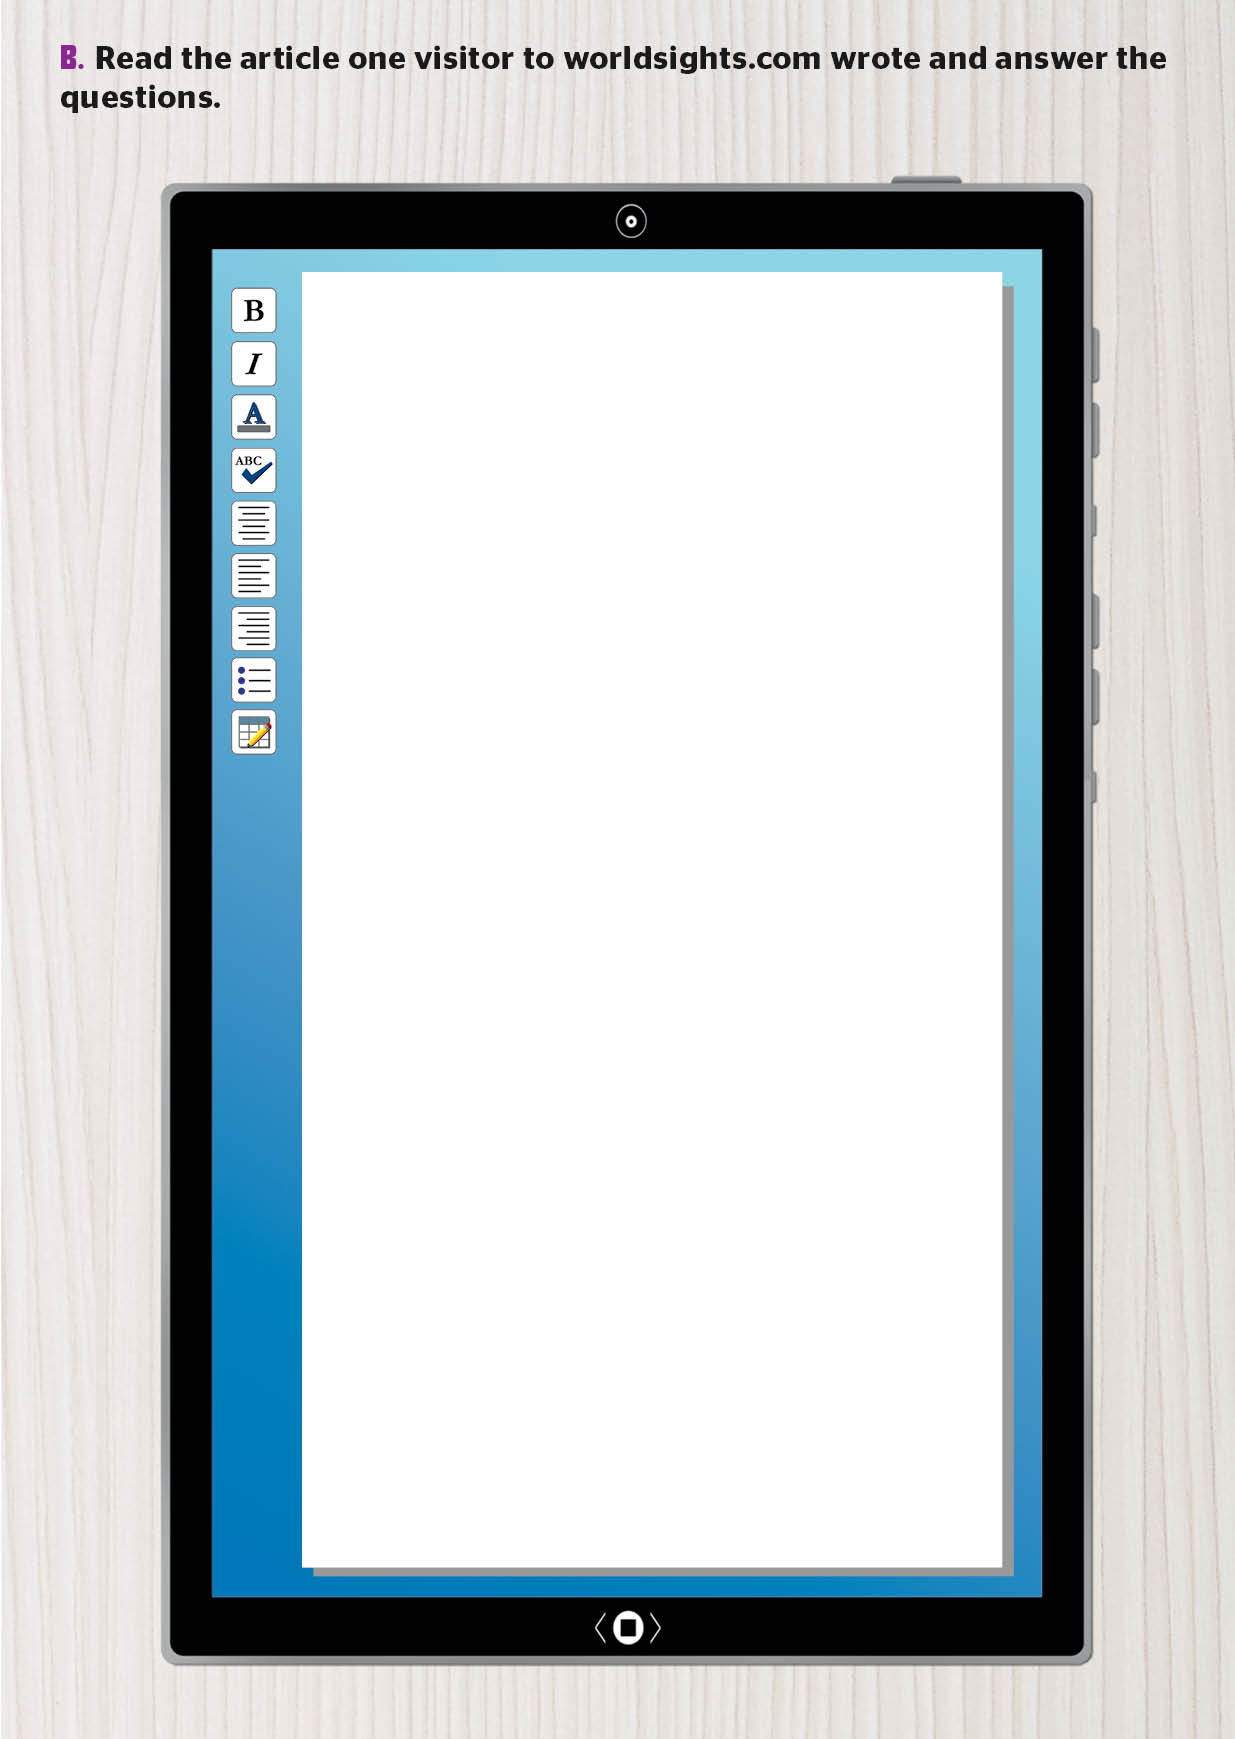 B. Read the article one visitor to worldsights.com wrote and answer the
questions.
B
I
A
ABC